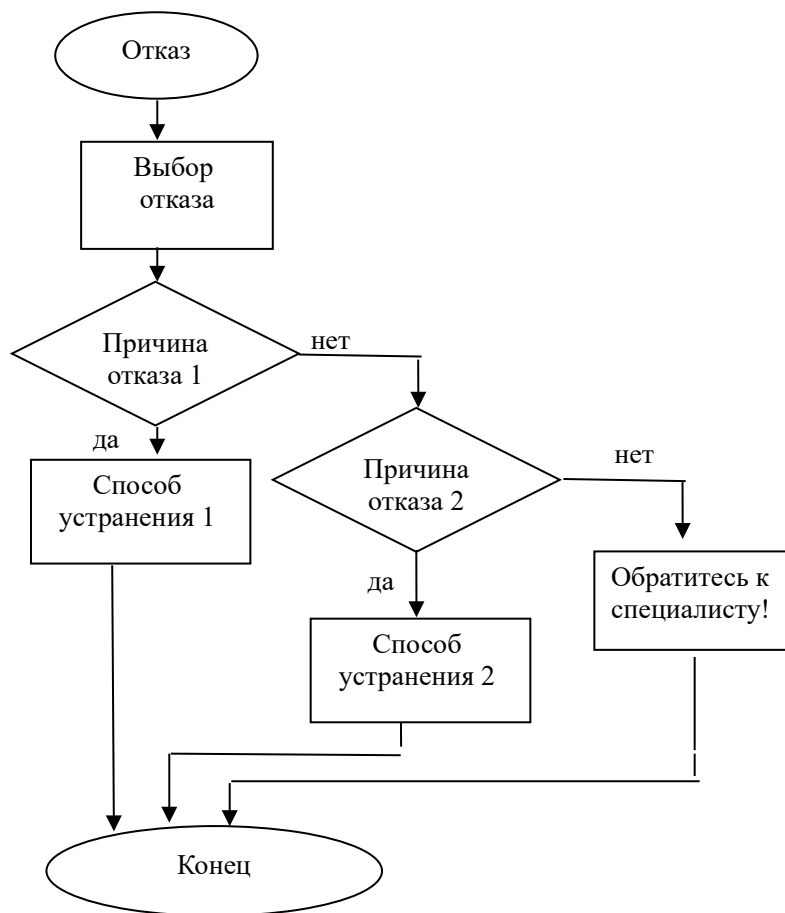 Отказ
Выбор
отказа
Причина
отказа 1
нет
да
Причина
отказа 2
нет
Способ
устранения 1
да
Обратитесь к
специалисту!
Способ
устранения 2
Конец